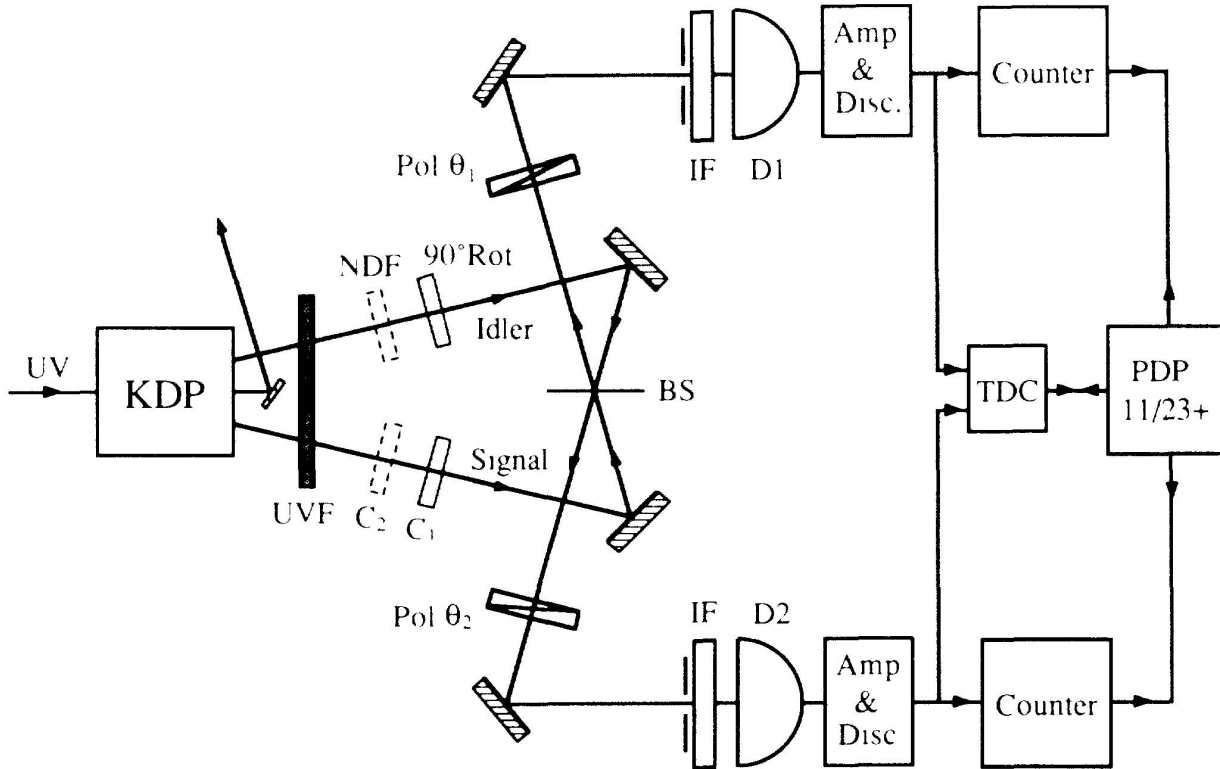 Amp
&
Disc.
Counter
IF
D1
Pol θ₁
NDF
90°Rot
Idler
UV
KDP
BS
TDC
PDP
11/23+
Signal
UVF
C₂
C₁
Pol θ₂
IF
D2
Amp
&
Disc
Counter